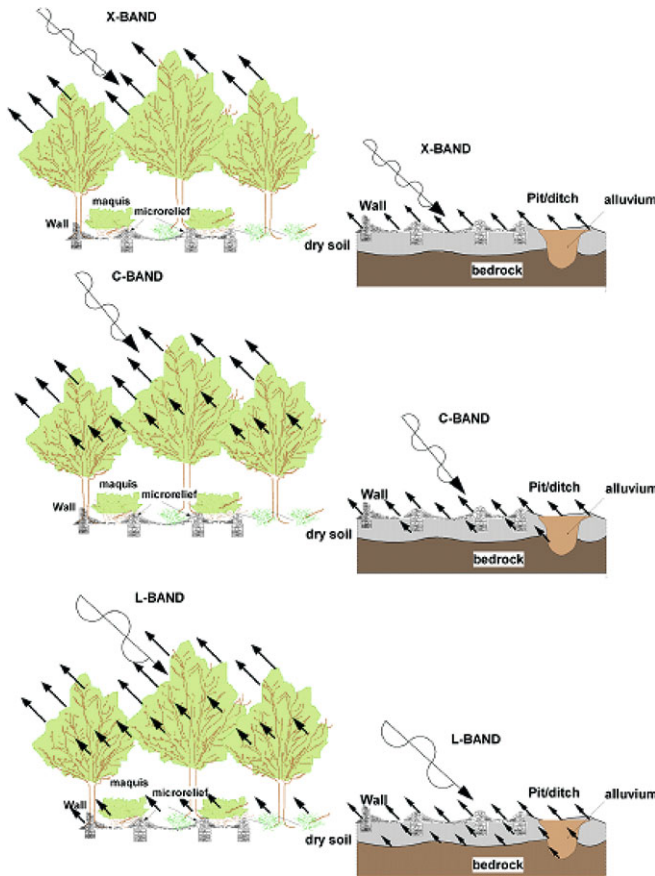 X-BAND
maquis
microrelief
Wall
dry soil
X-BAND
Wall
Pit/ditch
alluvium
bedrock
C-BAND
maquis
microrelief
Wall
dry soil
C-BAND
Wall
Pit/ditch
alluvium
bedrock
L-BAND
maquis
microrelief
Wall
dry soil
L-BAND
Wall
Pit/ditch
alluvium
bedrock